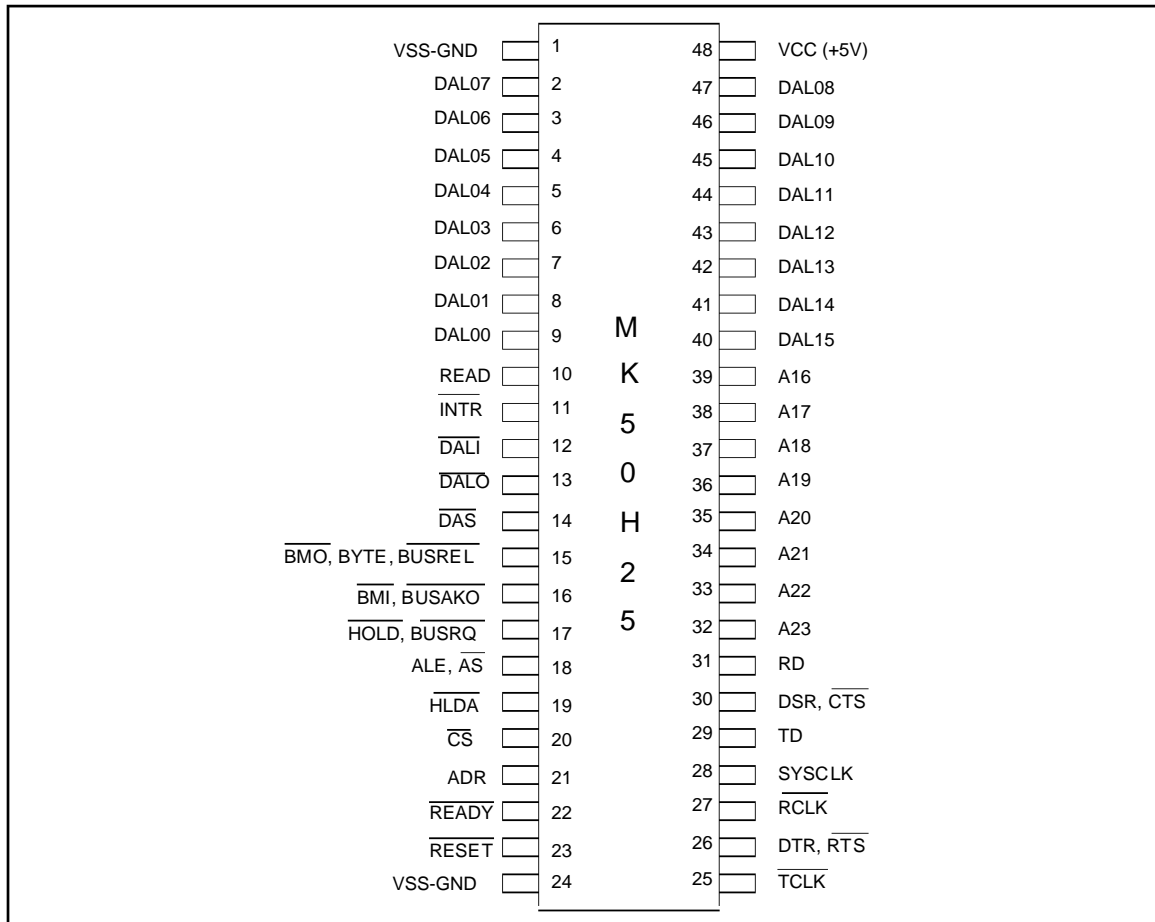 VSS-GND 1 48 VCC (+5V)
DAL07 2 47 DAL08
DAL06 3 46 DAL09
DAL05 4 45 DAL10
DAL04 5 44 DAL11
DAL03 6 43 DAL12
DAL02 7 42 DAL13
DAL01 8 41 DAL14
DAL00 9 40 DAL15
READ 10 39 A16
INTR 11 38 A17
DALI 12 37 A18
DALO 13 36 A19
DAS 14 35 A20
BMO, BYTE, BUSREL 15 34 A21
BMI, BUSAKO 16 33 A22
HOLD, BUSRQ 17 32 A23
ALE, AS 18 31 RD
HLDA 19 30 DSR, CTS
CS 20 29 TD
ADR 21 28 SYSCLK
READY 22 27 RCLK
RESET 23 26 DTR, RTS
VSS-GND 24 25 TCLK
MK50H25